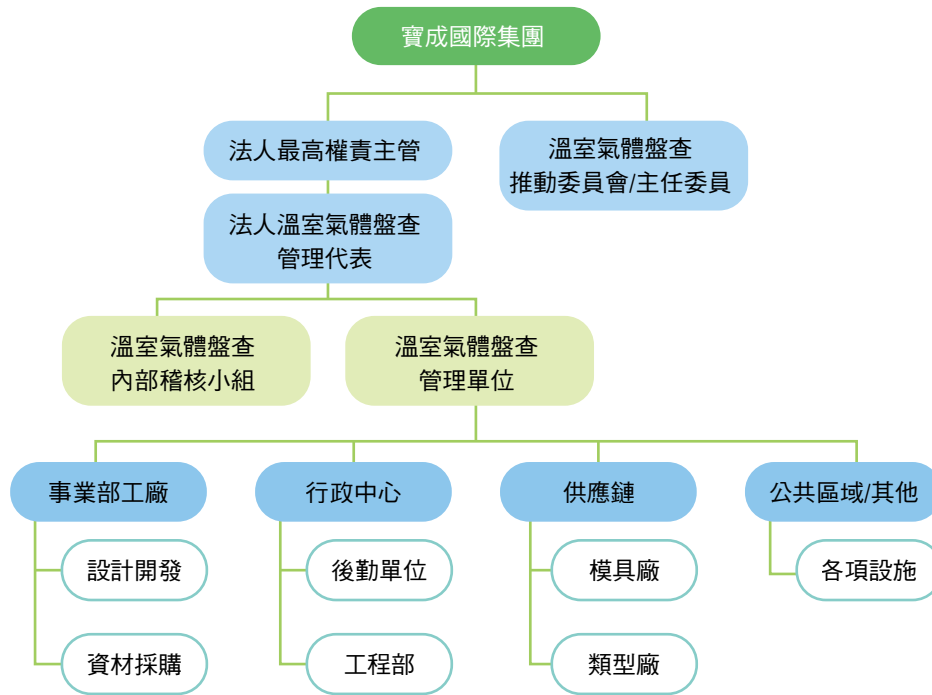 寶成國際集團
法人最高權責主管
溫室氣體盤查
推動委員會/主任委員
法人溫室氣體盤查
管理代表
溫室氣體盤查
內部稽核小組
溫室氣體盤查
管理單位
事業部工廠
行政中心
供應鏈
公共區域/其他
設計開發
後勤單位
模具廠
各項設施
資材採購
工程部
類型廠